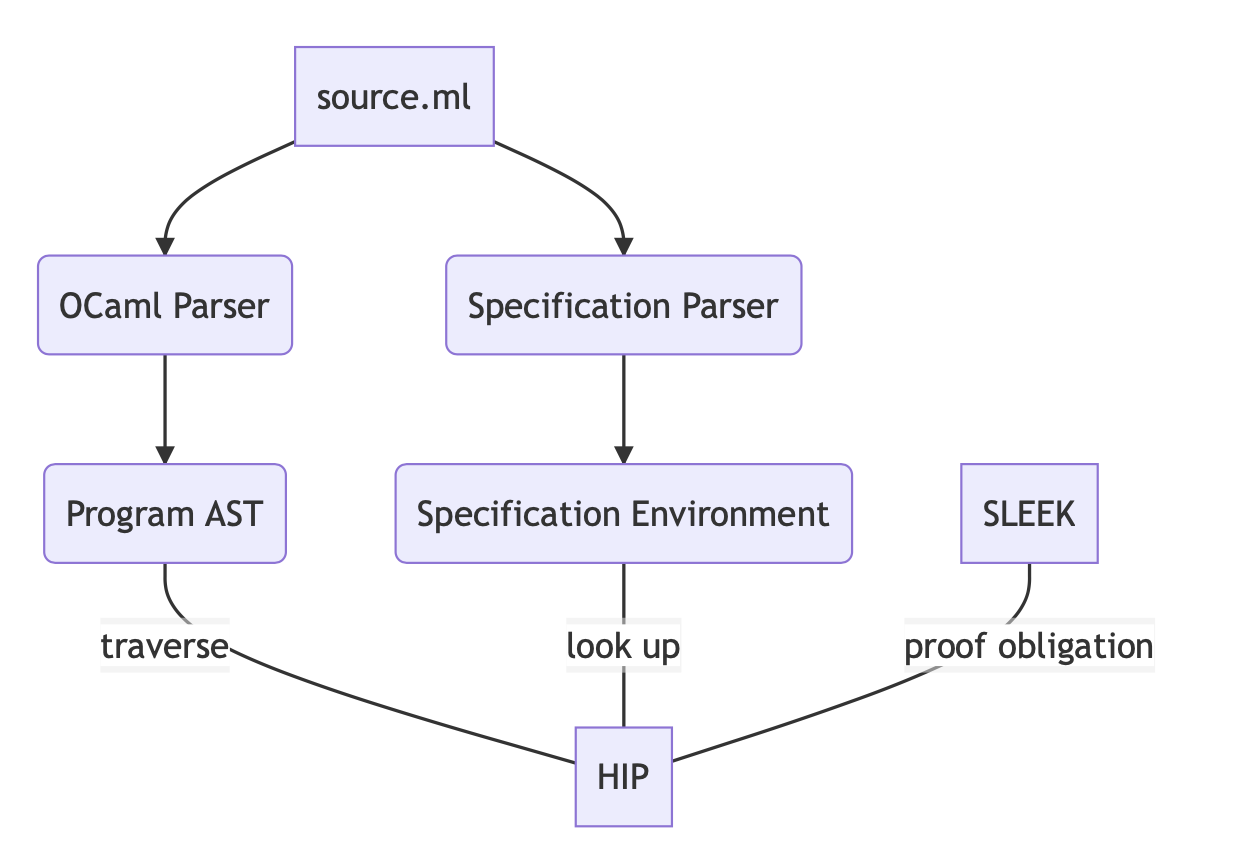 source.ml
OCaml Parser
Specification Parser
Program AST
Specification Environment
SLEEK
traverse
look up
proof obligation
HIP